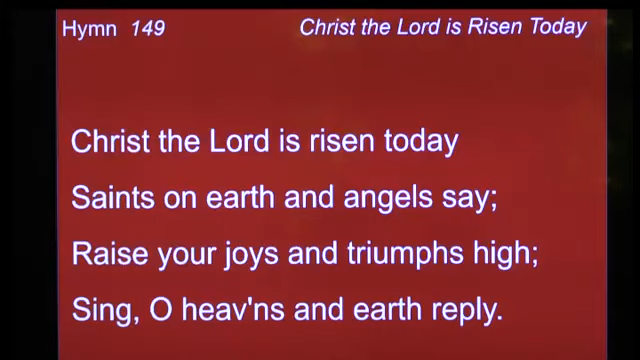 Hymn 149 Christ the Lord is Risen Today
Christ the Lord is risen today
Saints on earth and angels say;
Raise your joys and triumphs high;
Sing, O heav'ns and earth reply.